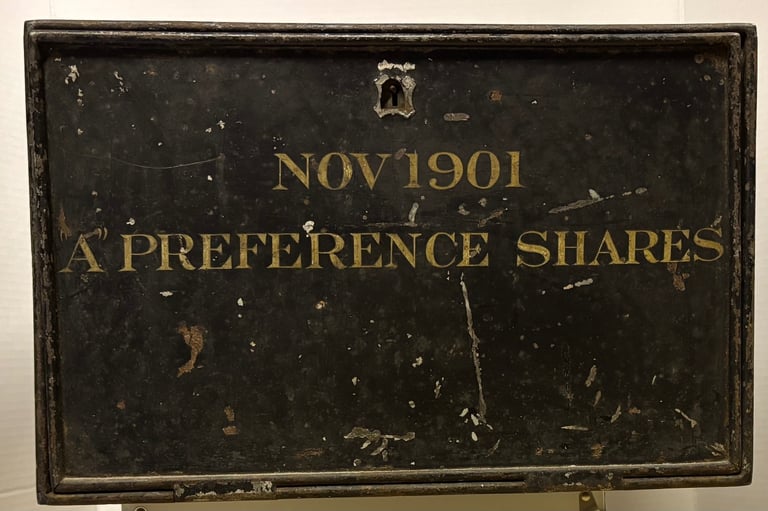 NOV 1901
"A" PREFERENCE SHARES